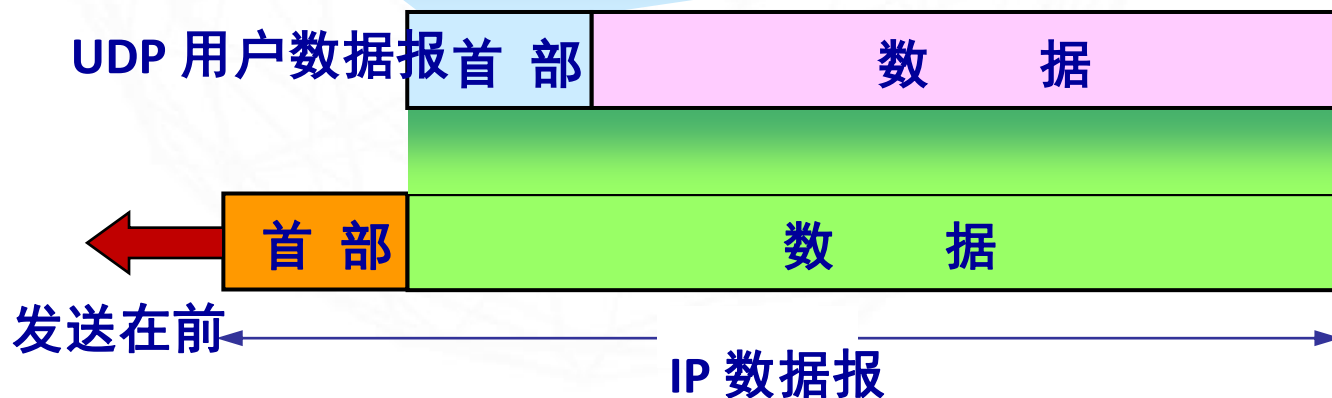 UDP 用户数据报 首 部 数 据
首 部 数 据
发送在前
IP 数据报